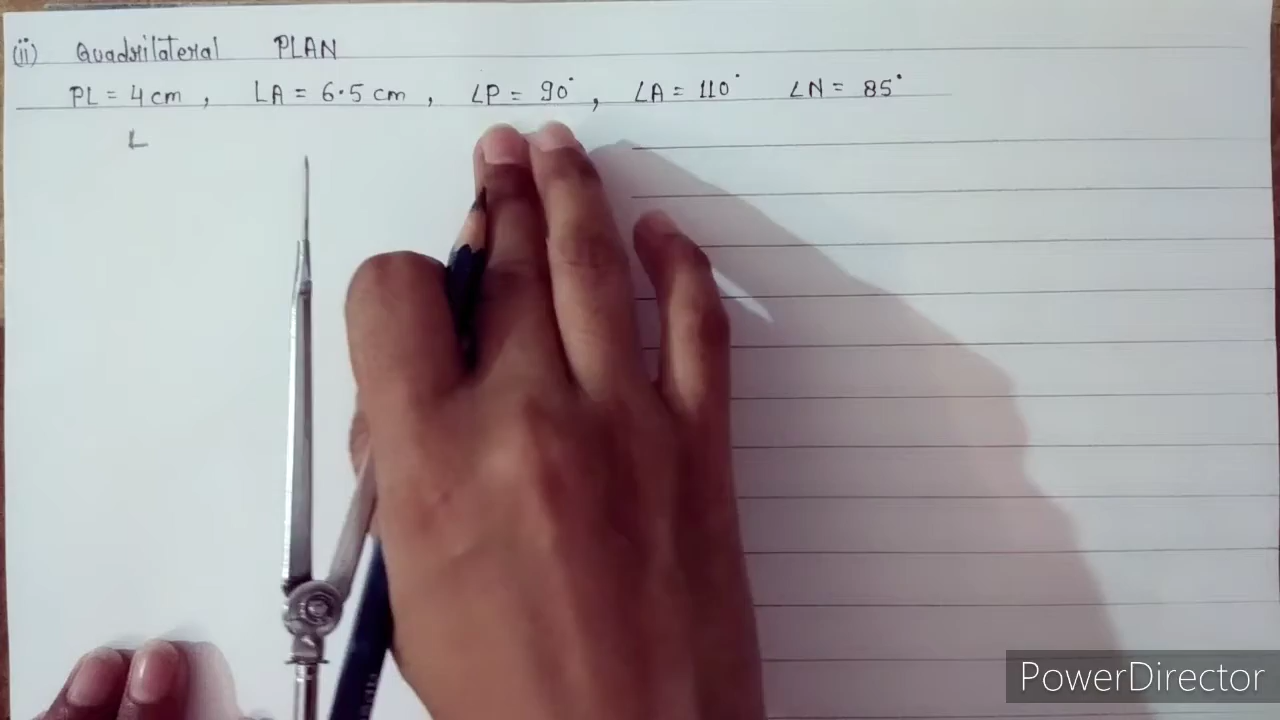 (ii) Quadrilateral PLAN
PL = 4 cm, LA = 6.5 cm, ∠P = 90°, ∠A = 110° ∠N = 85°
L
PowerDirector